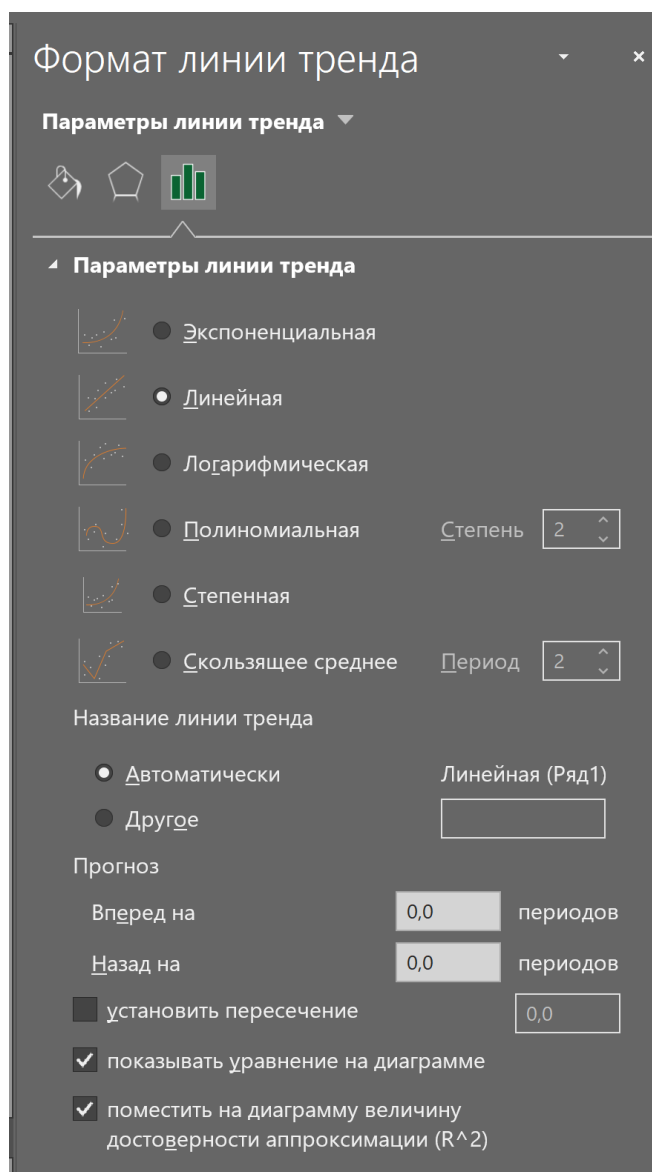 Формат линии тренда
Параметры линии тренда
Параметры линии тренда
Экспоненциальная
Линейная
Логарифмическая
Полиномиальная Степень 2
Степенная
Скользящее среднее Период 2
Название линии тренда
Автоматически Линейная (Ряд1)
Другое
Прогноз
Вперед на 0,0 периодов
Назад на 0,0 периодов
установить пересечение 0,0
показывать уравнение на диаграмме
поместить на диаграмму величину
достоверности аппроксимации (R^2)